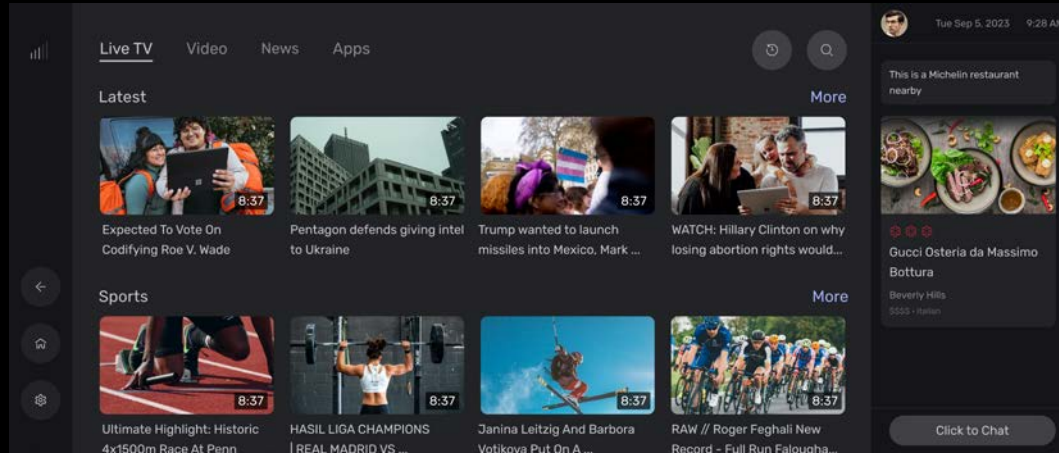 Live TV
Video
News
Apps
Latest
More
8:37
8:37
8:37
8:37
Expected To Vote On
Codifying Roe V. Wade
Pentagon defends giving intel
to Ukraine
Trump wanted to launch
missiles into Mexico, Mark ...
WATCH: Hillary Clinton on why
losing abortion rights would...
Sports
More
8:37
8:37
8:37
8:37
Ultimate Highlight: Historic
4x1500m Race At Penn
HASIL LIGA CHAMPIONS
| REAL MADRID VS ...
Janina Leitzig And Barbora
Votikova Put On A ...
RAW // Roger Feghali New
Record - Full Run Falougha...
Tue Sep 5, 2023
9:28 AM
This is a Michelin restaurant
nearby
Gucci Osteria da Massimo
Bottura
Beverly Hills
$$$$ • Italian
Click to Chat